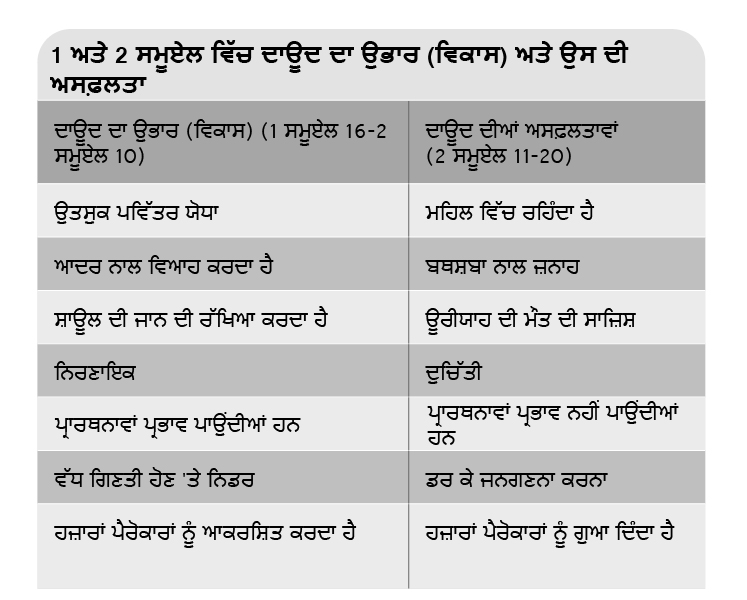 1 ਅਤੇ 2 ਸਮੂਏਲ ਵਿੱਚ ਦਾਊਦ ਦਾ ਉਭਾਰ (ਵਿਕਾਸ) ਅਤੇ ਉਸ ਦੀ
ਅਸਫ਼ਲਤਾ
ਦਾਊਦ ਦਾ ਉਭਾਰ (ਵਿਕਾਸ) (1 ਸਮੂਏਲ 16-2
ਸਮੂਏਲ 10)
ਦਾਊਦ ਦੀਆਂ ਅਸਫ਼ਲਤਾਵਾਂ
(2 ਸਮੂਏਲ 11-20)
ਉਤਸੁਕ ਪਵਿੱਤਰ ਯੋਧਾ
ਮਹਿਲ ਵਿੱਚ ਰਹਿੰਦਾ ਹੈ
ਆਦਰ ਨਾਲ ਵਿਆਹ ਕਰਦਾ ਹੈ
ਬਥਸ਼ਬਾ ਨਾਲ ਜ਼ਨਾਹ
ਸ਼ਾਊਲ ਦੀ ਜਾਨ ਦੀ ਰੱਖਿਆ ਕਰਦਾ ਹੈ
ਊਰੀਯਾਹ ਦੀ ਮੌਤ ਦੀ ਸਾਜ਼ਿਸ਼
ਨਿਰਣਾਇਕ
ਦੁਚਿੱਤੀ
ਪ੍ਰਾਰਥਨਾਵਾਂ ਪ੍ਰਭਾਵ ਪਾਉਂਦੀਆਂ ਹਨ
ਪ੍ਰਾਰਥਨਾਵਾਂ ਪ੍ਰਭਾਵ ਨਹੀਂ ਪਾਉਂਦੀਆਂ
ਹਨ
ਵੱਧ ਗਿਣਤੀ ਹੋਣ 'ਤੇ ਨਿਡਰ
ਡਰ ਕੇ ਜਨਗਣਨਾ ਕਰਨਾ
ਹਜ਼ਾਰਾਂ ਪੈਰੋਕਾਰਾਂ ਨੂੰ ਆਕਰਸ਼ਿਤ ਕਰਦਾ ਹੈ
ਹਜ਼ਾਰਾਂ ਪੈਰੋਕਾਰਾਂ ਨੂੰ ਗੁਆ ਦਿੰਦਾ ਹੈ